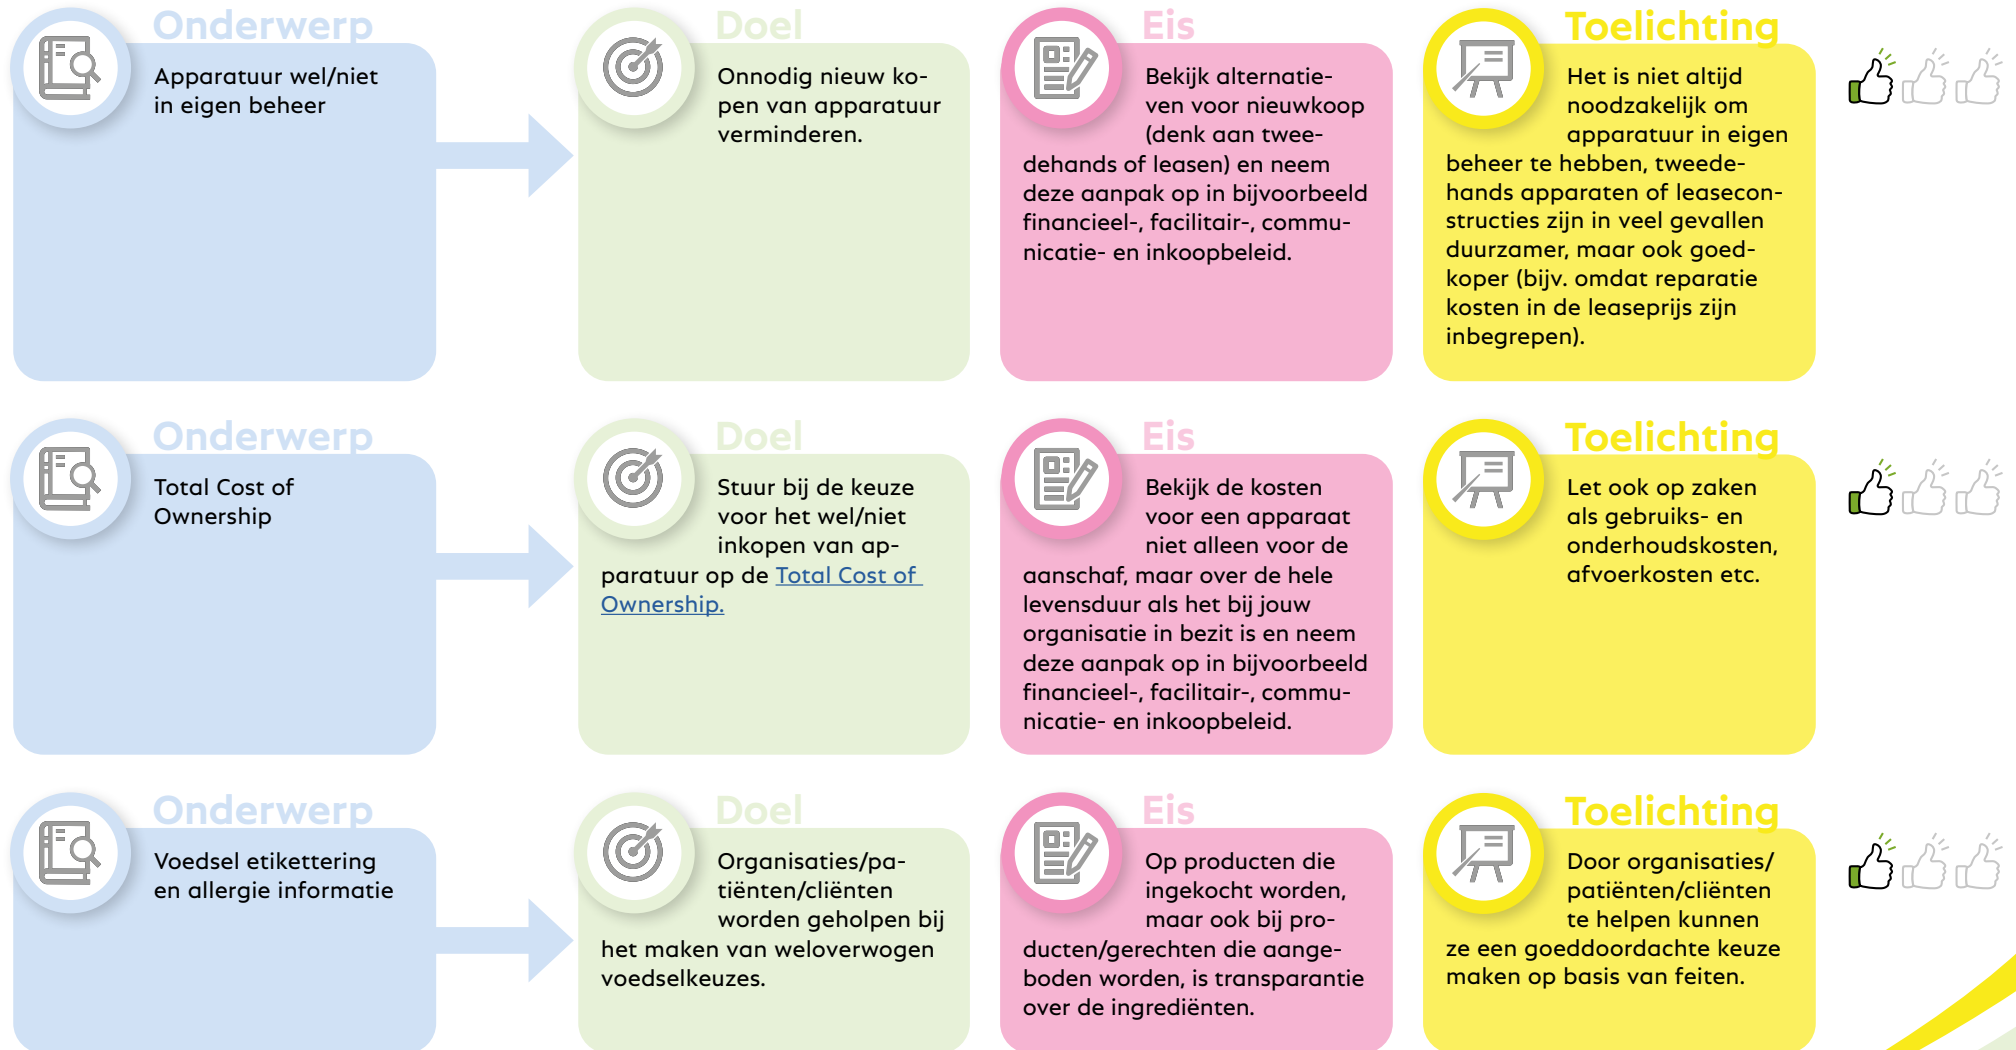 Onderwerp
Apparatuur wel/niet
in eigen beheer
Doel
Onnodig nieuw ko-
pen van apparatuur
verminderen.
Eis
Bekijk alternatie-
ven voor nieuwkoop
(denk aan twee-
dehands of leasen) en neem
deze aanpak op in bijvoorbeeld
financieel-, facilitair-, commu-
nicatie- en inkoopbeleid.
Toelichting
Het is niet altijd
noodzakelijk om
apparatuur in eigen
beheer te hebben, tweede-
hands apparaten of leasecon-
structies zijn in veel gevallen
duurzamer, maar ook goed-
koper (bijv. omdat reparatie
kosten in de leaseprijs zijn
inbegrepen).
Onderwerp
Total Cost of
Ownership
Doel
Stuur bij de keuze
voor het wel/niet
inkopen van ap-
paratuur op de Total Cost of
Ownership.
Eis
Bekijk de kosten
voor een apparaat
niet alleen voor de
aanschaf, maar over de hele
levensduur als het bij jouw
organisatie in bezit is en neem
deze aanpak op in bijvoorbeeld
financieel-, facilitair-, commu-
nicatie- en inkoopbeleid.
Toelichting
Let ook op zaken
als gebruiks- en
onderhoudskosten,
afvoerkosten etc.
Onderwerp
Voedsel etikettering
en allergie informatie
Doel
Organisaties/pa-
tiënten/cliënten
worden geholpen bij
het maken van weloverwogen
voedselkeuzes.
Eis
Op producten die
ingekocht worden,
maar ook bij pro-
ducten/gerechten die aange-
boden worden, is transparantie
over de ingrediënten.
Toelichting
Door organisaties/
patiënten/cliënten
te helpen kunnen
ze een goeddoordachte keuze
maken op basis van feiten.